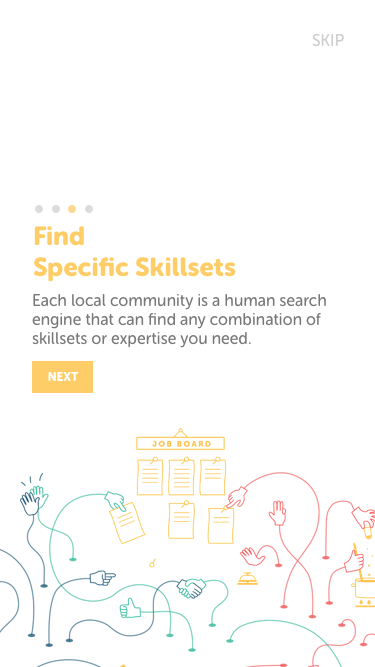 SKIP
Find
Specific Skillsets
Each local community is a human search
engine that can find any combination of
skillsets or expertise you need.
NEXT
JOB BOARD